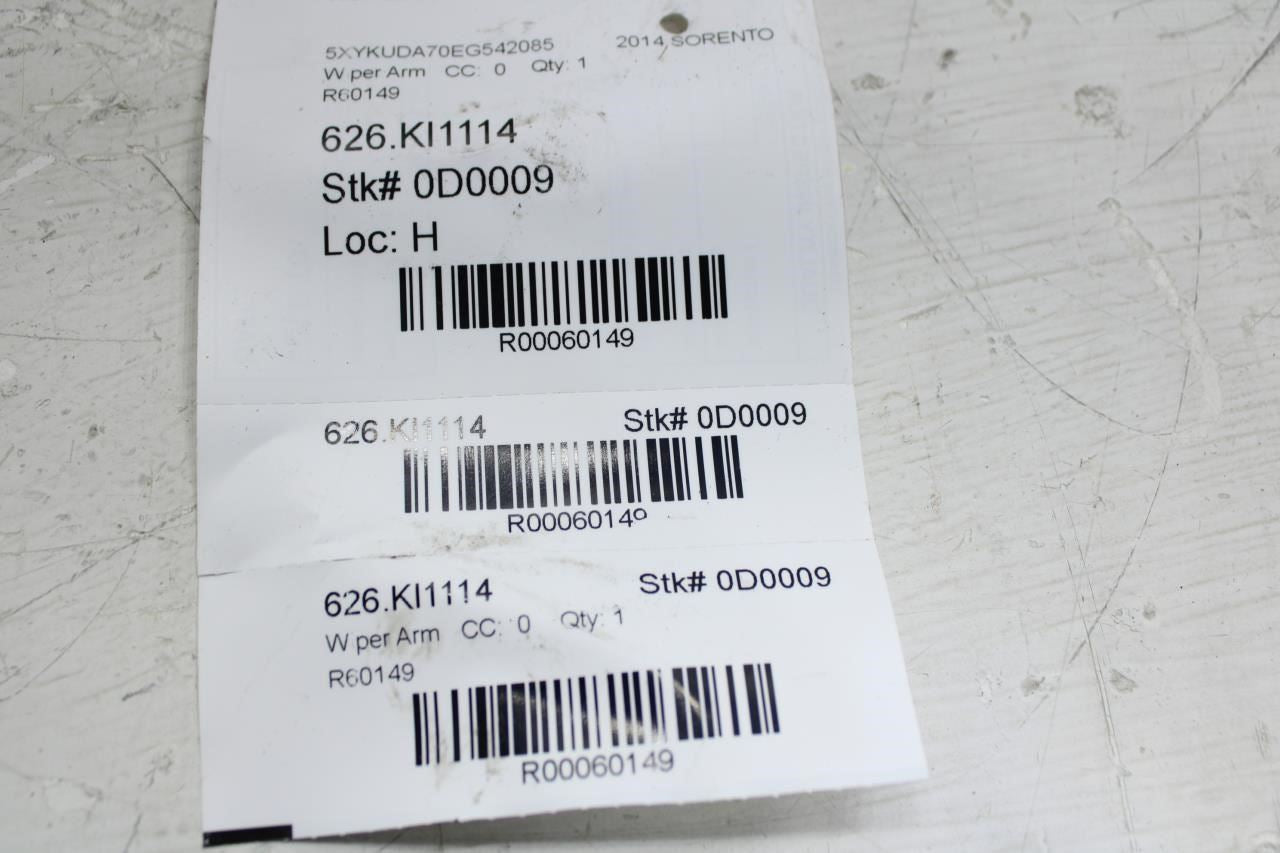 5XYKUDA70EG542085 2014 SORENTO
W per Arm CC: 0 Qty: 1
R60149
626.KI1114
Stk# 0D0009
Loc: H
R00060149
626.KI1114 Stk# 0D0009
R00060149
626.KI1114 Stk# 0D0009
W per Arm CC: 0 Qty: 1
R60149
R00060149